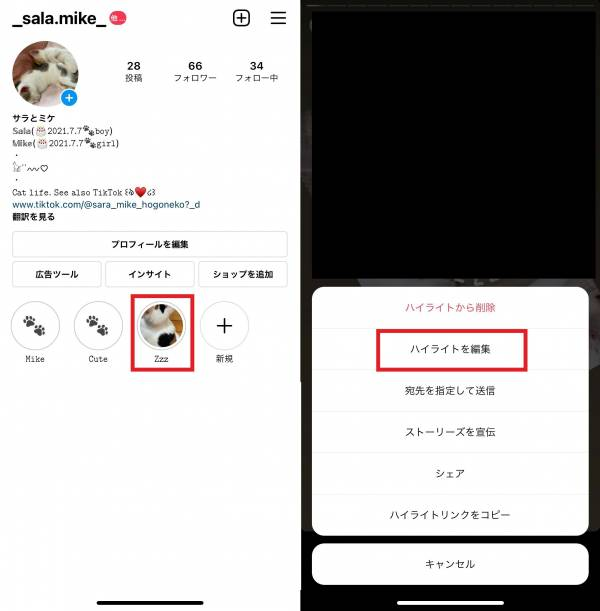 _sala.mike_
他…
28
66
34
投稿
フォロワー
フォロー中
サラとミケ
Sala(🎂2021.7.7🐾boy)
Mike(🎂2021.7.7🐾girl)
Cat life. See also TikTok
www.tiktok.com/@sara_mike_hogoneko?_d
翻訳を見る
プロフィールを編集
広告ツール
インサイト
ショップを追加
Mike
Cute
Zzz
新規
ハイライトから削除
ハイライトを編集
宛先を指定して送信
ストーリーズを宣伝
シェア
ハイライトリンクをコピー
キャンセル